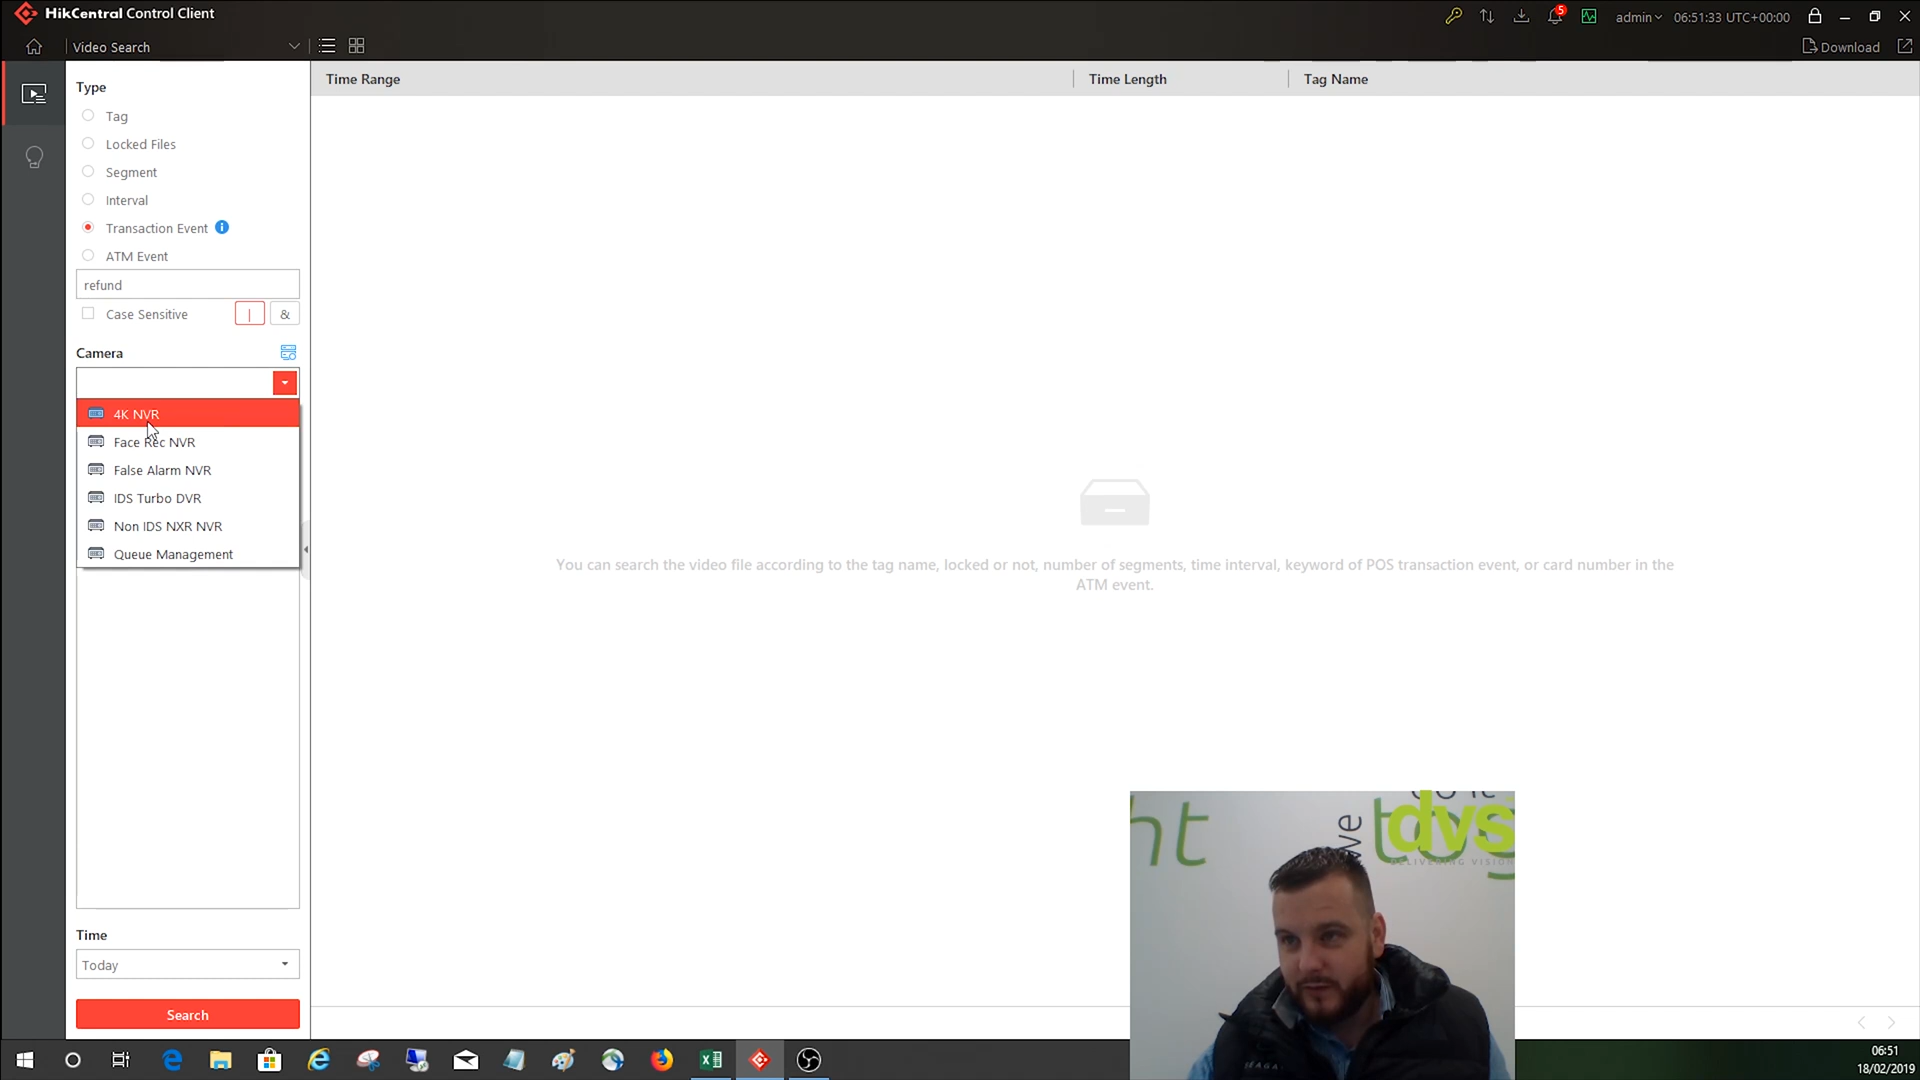 HikCentral Control Client
5
admin
06:51:33 UTC+00:00
Video Search
Download
Type
Tag
Locked Files
Segment
Interval
Transaction Event
ATM Event
refund
Case Sensitive | &
Camera
4K NVR
Face Rec NVR
False Alarm NVR
IDS Turbo DVR
Non IDS NXR NVR
Queue Management
Time
Today
Search
Time Range Time Length Tag Name
You can search the video file according to the tag name, locked or not, number of segments, time interval, keyword of POS transaction event, or card number in the
ATM event.
we
dvs
DELIVERING VISION
06:51
18/02/2019